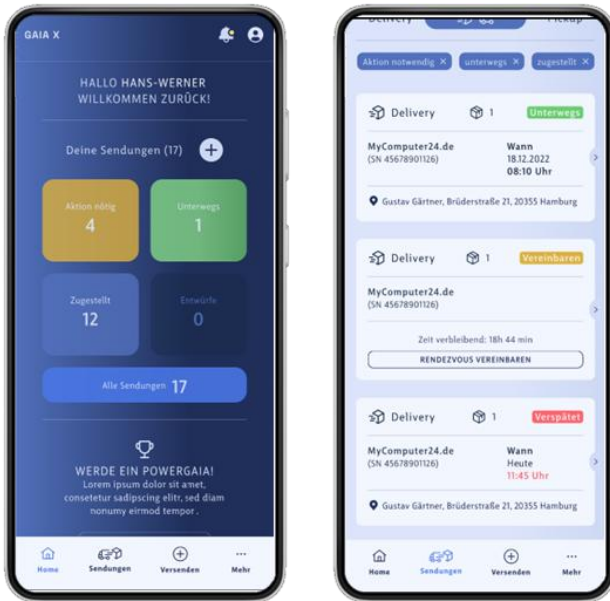 GAIA X
HALLO HANS-WERNER
WILLKOMMEN ZURÜCK!
Deine Sendungen (17)
Aktion nötig
4
Unterwegs
1
Zugestellt
12
Entwürfe
0
Alle Sendungen 17
WERDE EIN POWERGAIA!
Lorem ipsum
dolor sit amet,
consetetur sadipscing elitr, sed diam
nonumy eirmod tempor .
Home Sendungen Versenden Mehr
Delivery Pickup
Aktion notwendig × unterwegs × zugestellt ×
Delivery 1 Unterwegs
MyComputer24.de Wann
(SN 45678901126) 18.12.2022
08:10 Uhr
Gustav Gärtner, Brüderstraße 21, 20355 Hamburg
Delivery 1 Vereinbaren
MyComputer24.de
(SN 45678901126)
Zeit verbleibend: 18h 44 min
RENDEZVOUS VEREINBAREN
Delivery 1 Verspätet
MyComputer24.de Wann
(SN 45678901126) Heute
11:45 Uhr
Gustav Gärtner, Brüderstraße 21, 20355 Hamburg
Home Sendungen Versenden Mehr